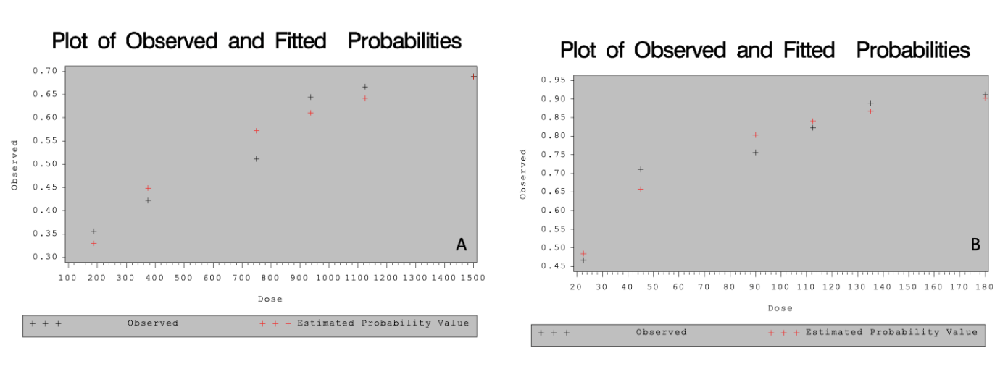 Plot of Observed and Fitted Probabilities
0.70
0.65
0.60
0.55
0.50
0.45
0.40
0.35
0.30
Observed
A
100 200 300 400 500 600 700 800 900 1000 1100 1200 1300 1400 1500
Dose
+ + + Observed + + + Estimated Probability Value
Plot of Observed and Fitted Probabilities
0.95
0.90
0.85
0.80
0.75
0.70
0.65
0.60
0.55
0.50
0.45
Observed
B
20 30 40 50 60 70 80 90 100 110 120 130 140 150 160 170 180
Dose
+ + + Observed + + + Estimated Probability Value